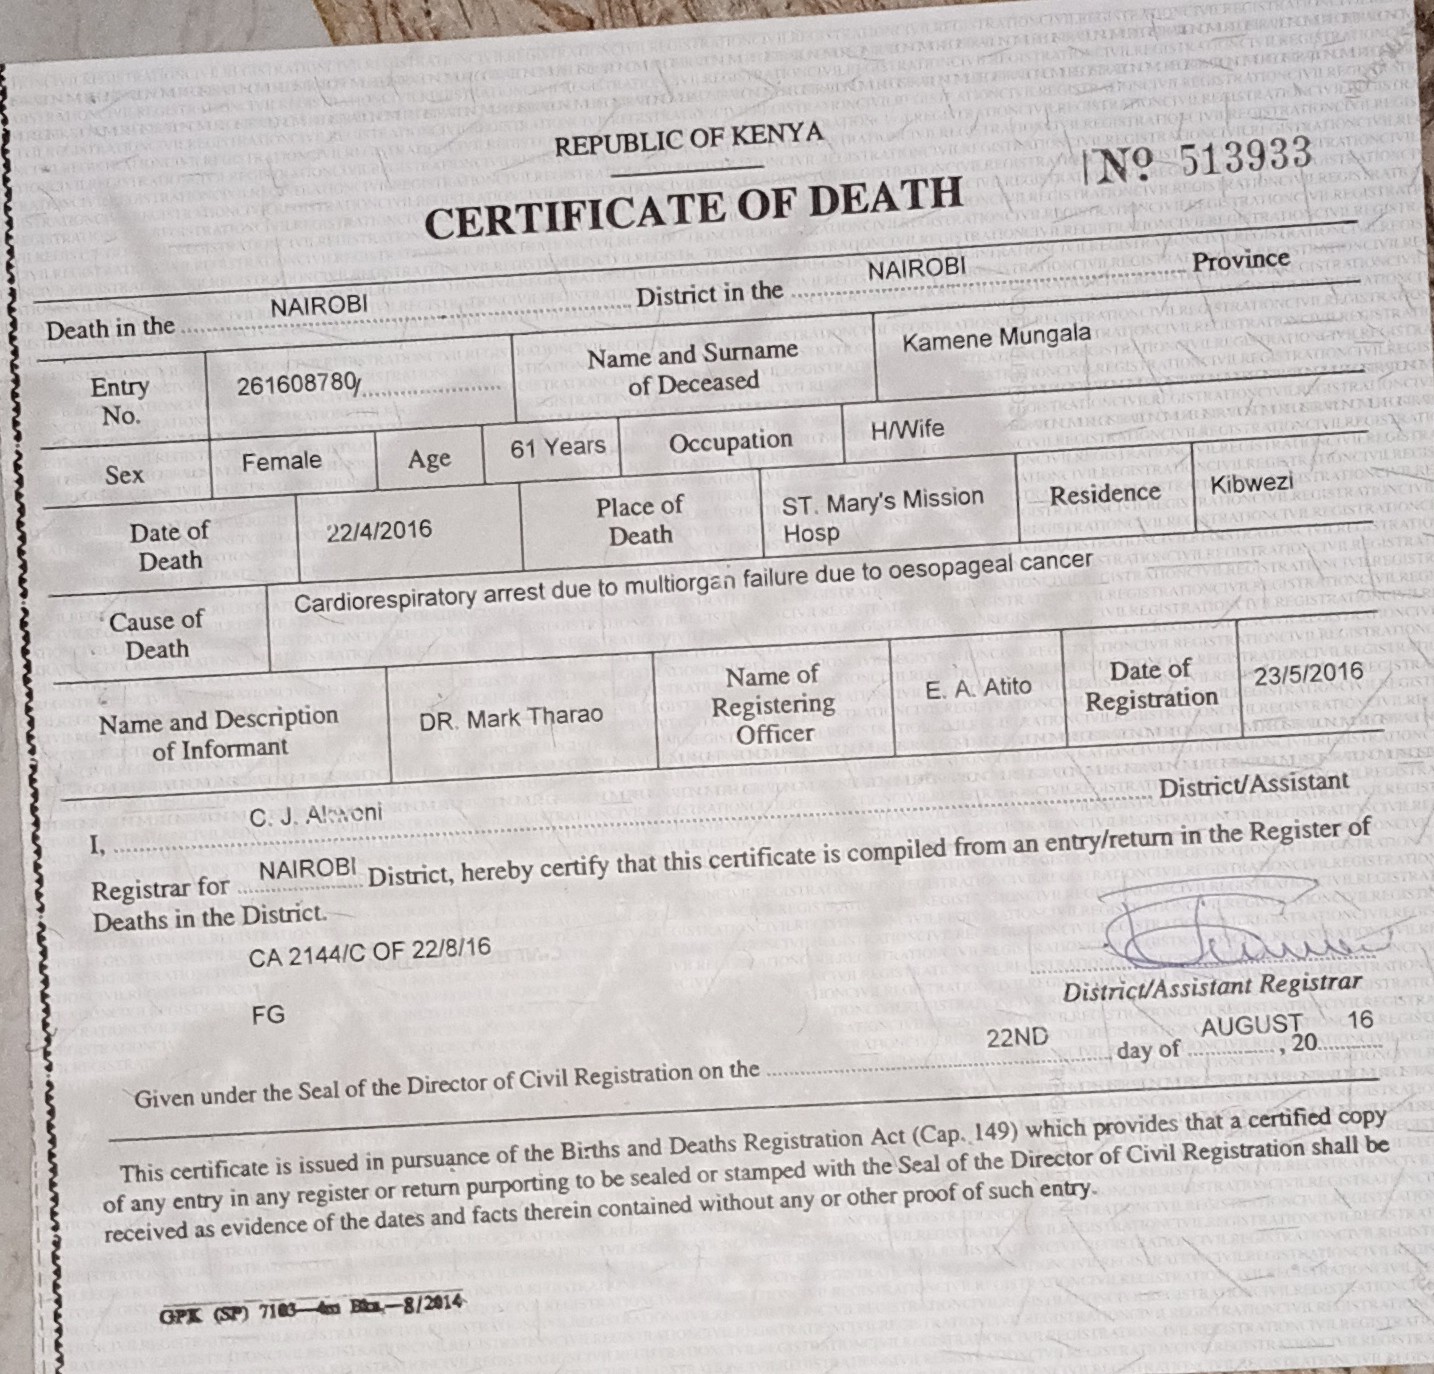 REPUBLIC OF KENYA
No. 513933
CERTIFICATE OF DEATH
Death in the NAIROBI District in the NAIROBI Province
Entry No. 261608780/ Name and Surname of Deceased Kamene Mungala
Sex Female Age 61 Years Occupation H/Wife
Date of Death 22/4/2016 Place of Death ST. Mary's Mission Hosp Residence Kibwezi
Cause of Death Cardiorespiratory arrest due to multiorgan failure due to oesopageal cancer
Name and Description of Informant DR. Mark Tharao Name of Registering Officer E. A. Atito Date of Registration 23/5/2016
I, C. J. District/Assistant
Registrar for NAIROBI District, hereby certify that this certificate is compiled from an entry/return in the Register of
Deaths in the District.
CA 2144/C OF 22/8/16
District/Assistant Registrar
FG
Given under the Seal of the Director of Civil Registration on the 22ND day of AUGUST, 20 16
This certificate is issued in pursuance of the Births and Deaths Registration Act (Cap. 149) which provides that a certified copy
of any entry in any register or return purporting to be sealed or stamped with the Seal of the Director of Civil Registration shall be
received as evidence of the dates and facts therein contained without any or other proof of such entry.
GPK (SP) 7103—4m Bks.—8/2014